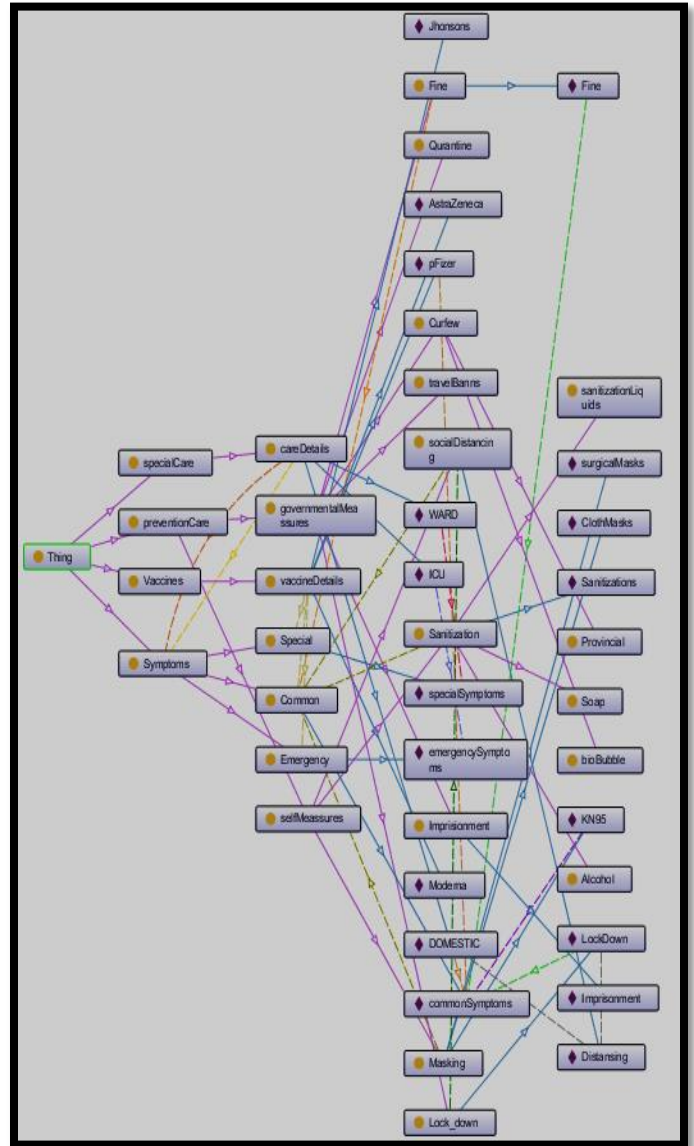 Thing
specialCare
preventionCare
Vaccines
Symptoms
careDetails
governmentalMea
ssures
vaccineDetails
Special
Common
Emergency
selfMeassures
Jhonsons
Fine
Qurantine
AstraZeneca
pFizer
Curfew
travelBanns
socialDistancin
g
WARD
ICU
Sanitization
specialSymptoms
emergencySympto
ms
Imprisionment
Moderna
DOMESTIC
commonSymptoms
Masking
Lock_down
Fine
sanitizationLiq
uids
surgicalMasks
ClothMasks
Sanitizations
Provincial
Soap
bioBubble
KN95
Alcohol
LockDown
Imprisonment
Distansing